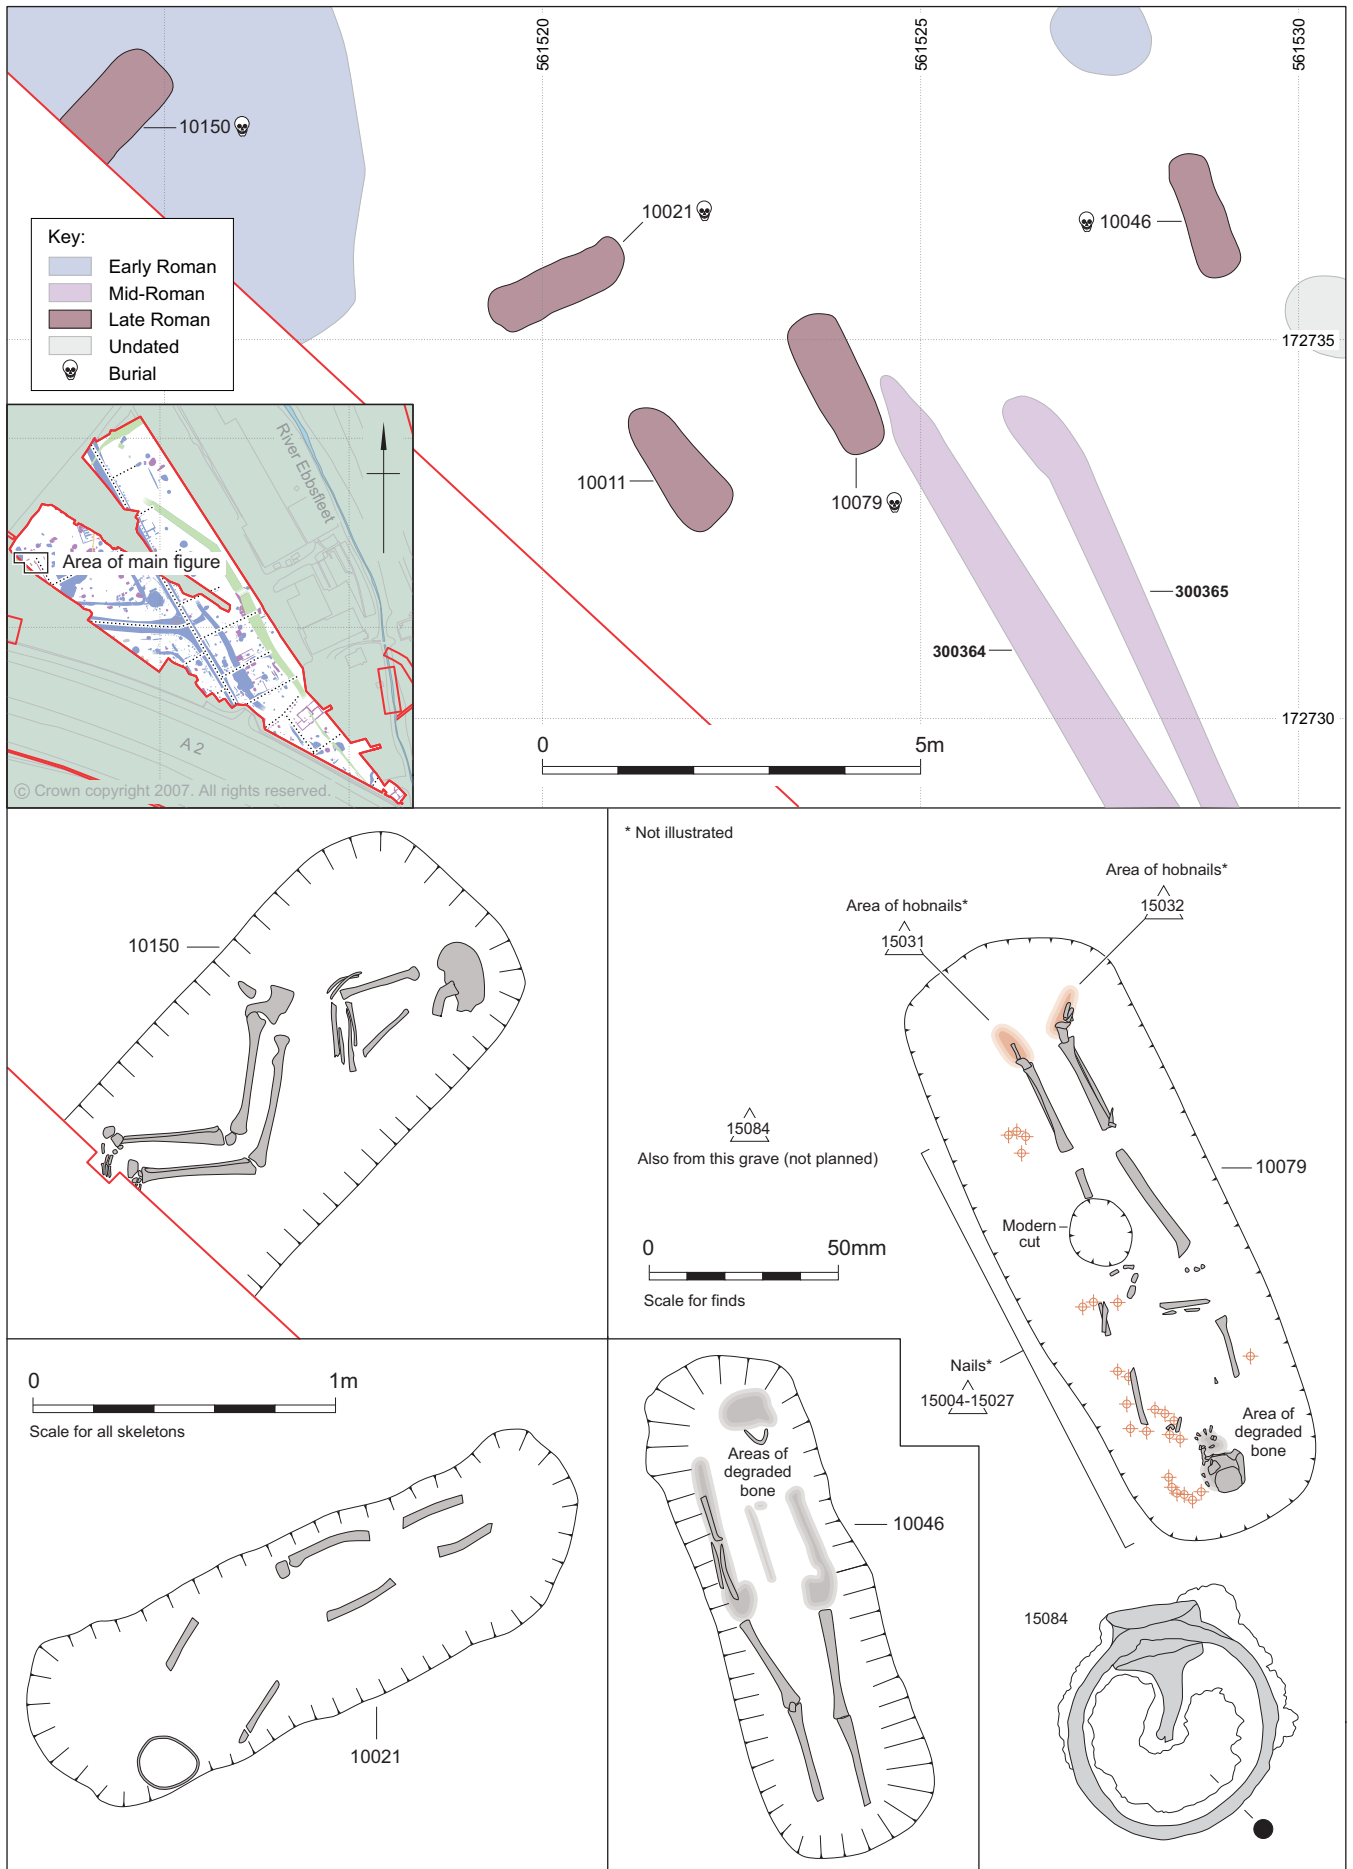 561520
561525
561530
10150
10021
10046
Key:
Early Roman
Mid-Roman
Late Roman
Undated
Burial
172735
10011
10079
300365
300364
172730
River Ebbsfleet
Area of main figure
A 2
© Crown copyright 2007. All rights reserved.
0 5m
* Not illustrated
10150
Area of hobnails*
15032
Area of hobnails*
15031
15084
Also from this grave (not planned)
10079
Modern
cut
0 50mm
Scale for finds
Nails*
15004-15027
Area of
degraded
bone
0 1m
Scale for all skeletons
10021
Areas of
degraded
bone
10046
15084